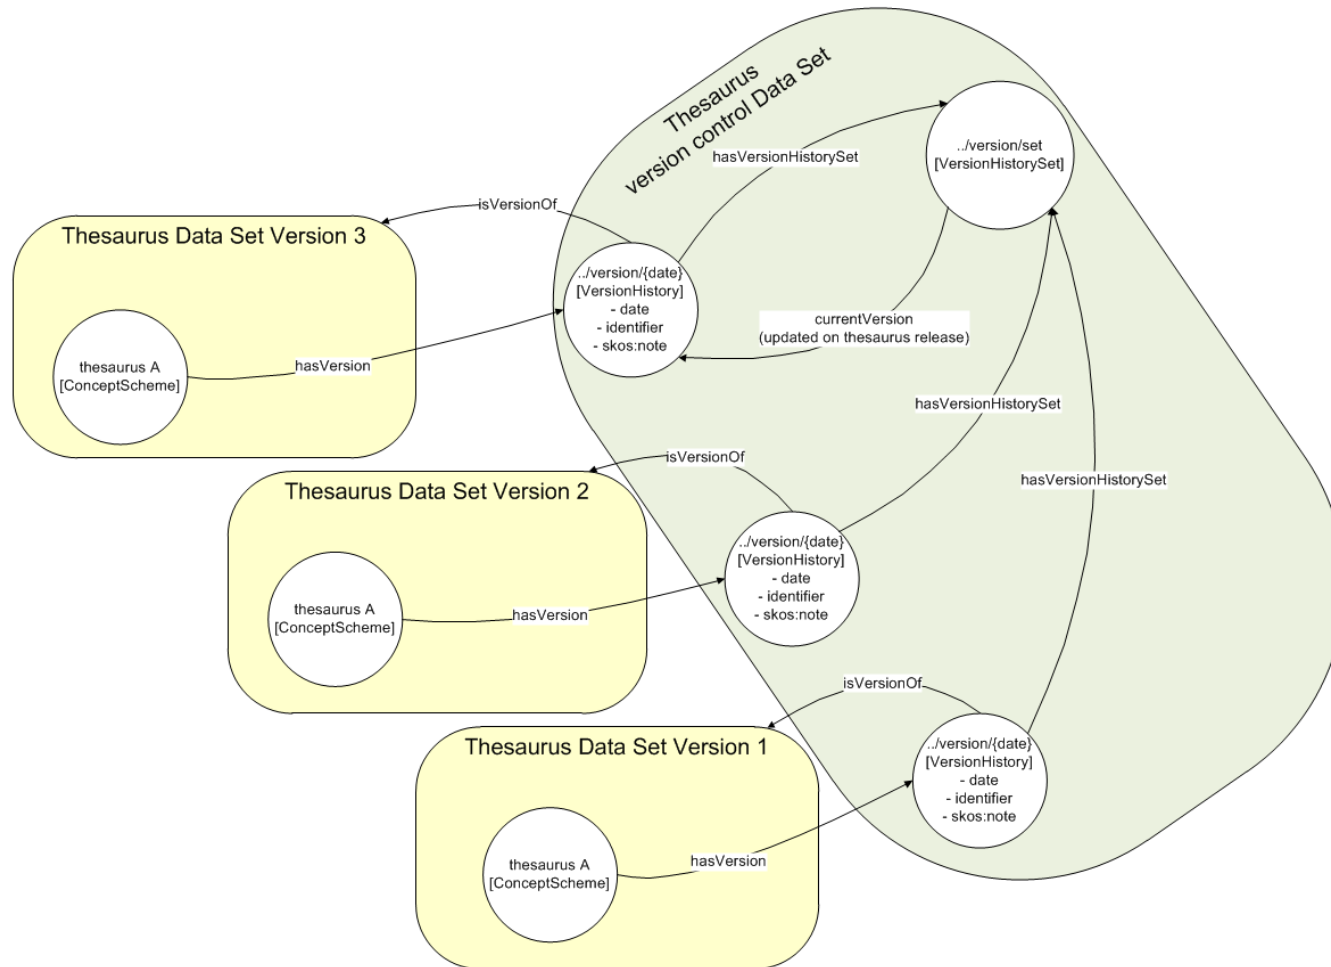 Thesaurus
version control Data Set
../version/set
[VersionHistorySet]
hasVersionHistorySet
isVersionOf
Thesaurus Data Set Version 3
../version/{date}
[VersionHistory]
- date
- identifier
- skos:note
currentVersion
(updated on thesaurus release)
thesaurus A
[ConceptScheme]
hasVersion
hasVersionHistorySet
isVersionOf
Thesaurus Data Set Version 2
hasVersionHistorySet
../version/{date}
[VersionHistory]
- date
- identifier
- skos:note
thesaurus A
[ConceptScheme]
hasVersion
isVersionOf
Thesaurus Data Set Version 1
../version/{date}
[VersionHistory]
- date
- identifier
- skos:note
thesaurus A
[ConceptScheme]
hasVersion